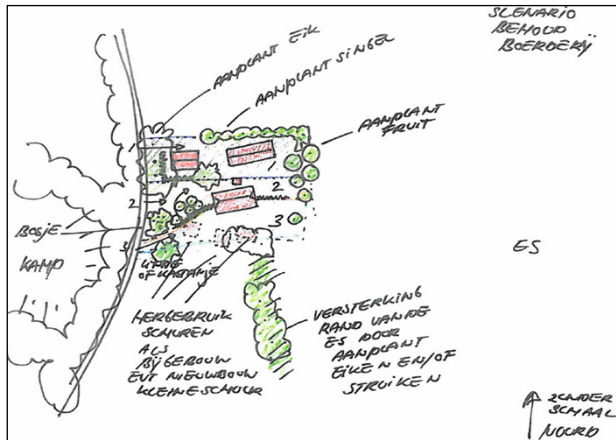 SCENARIO
BEHOUD
BOERDERIJ
AANPLANT EIK
AANPLANT SINGEL
AANPLANT
FRUIT
1
1
2
2
3
3
BOSJE
KAMP
LINDE
OF KASTANJE
ES
HERGEBRUIK
SCHUREN
ALS
BIJGEBOUW
EVT NIEUWBOUW
KLEINE SCHUUR
VERSTERKING
RAND VAN DE
ES DOOR
AANPLANT
EIKEN EN/OF
STRUIKEN
ZONDER
SCHAAL
NOORD